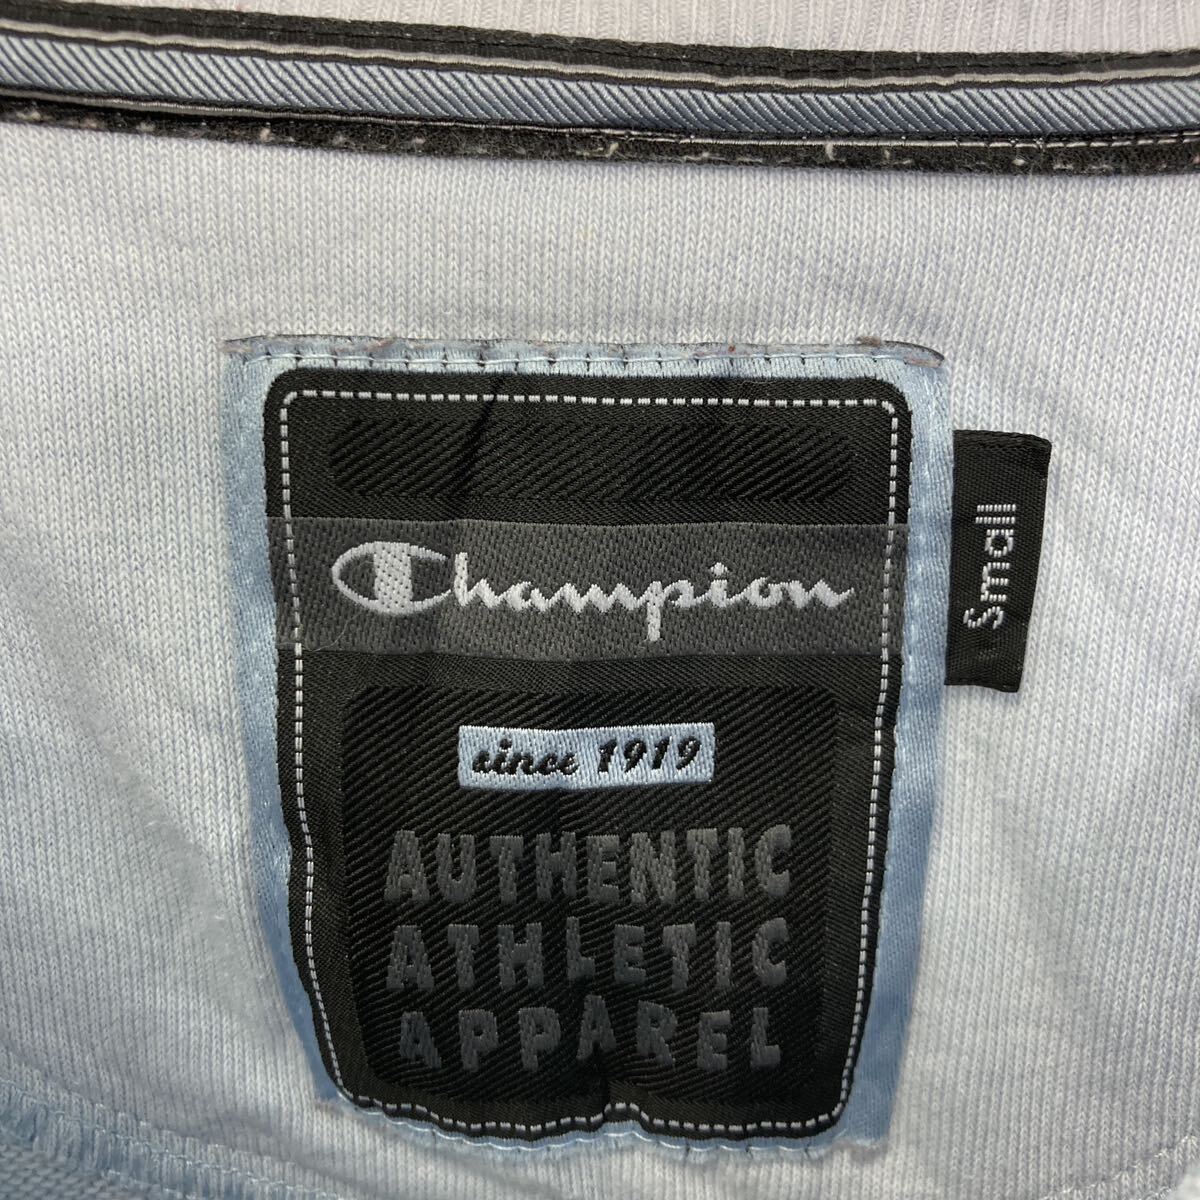 Champion
Small
since 1919
AUTHENTIC
ATHLETIC
APPAREL